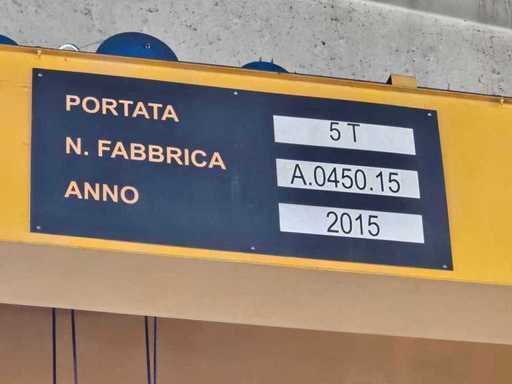 PORTATA 5 T
N. FABBRICA A.0450.15
ANNO 2015